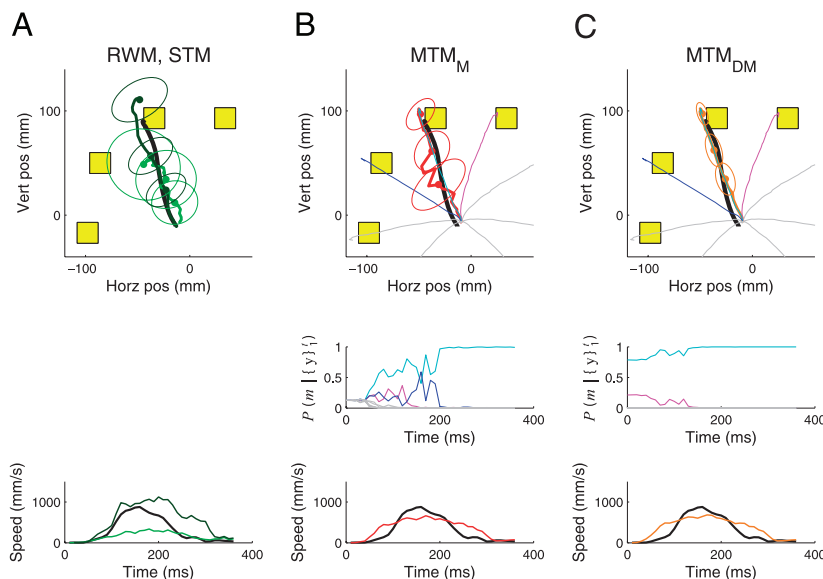 A
B
C
RWM, STM
MTM_M
MTM_DM
Vert pos (mm)
100
0
−100
0
Horz pos (mm)
Vert pos (mm)
100
0
−100
0
Horz pos (mm)
Vert pos (mm)
100
0
−100
0
Horz pos (mm)
P (m | { y}
1
0.5
0
0
200
400
Time (ms)
P (m | { y}
1
0.5
0
0
200
400
Time (ms)
Speed (mm/s)
1000
0
0
200
400
Time (ms)
Speed (mm/s)
1000
0
0
200
400
Time (ms)
Speed (mm/s)
1000
0
0
200
400
Time (ms)